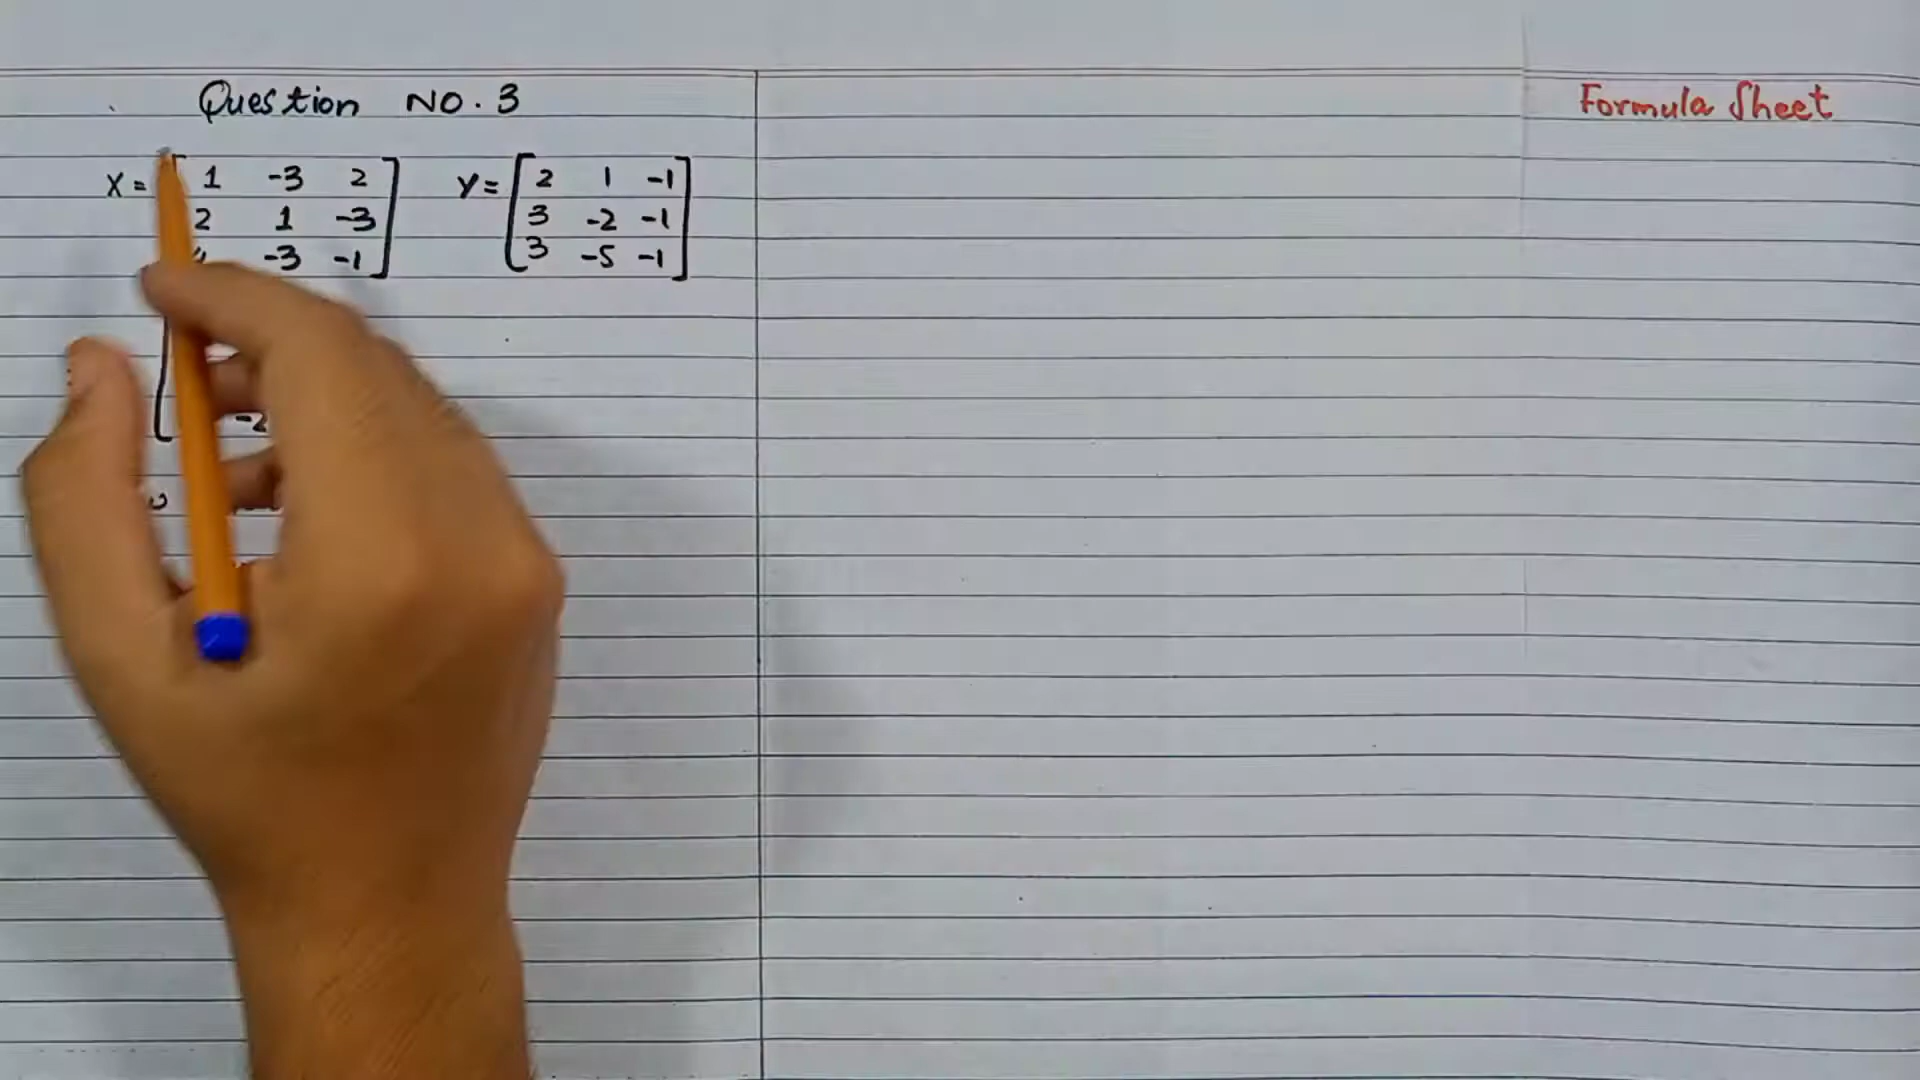 Question NO. 3
Formula Sheet
X = 1 -3 2
2 1 -3
-3 -1
Y = 2 1 -1
3 -2 -1
3 -5 -1
-2